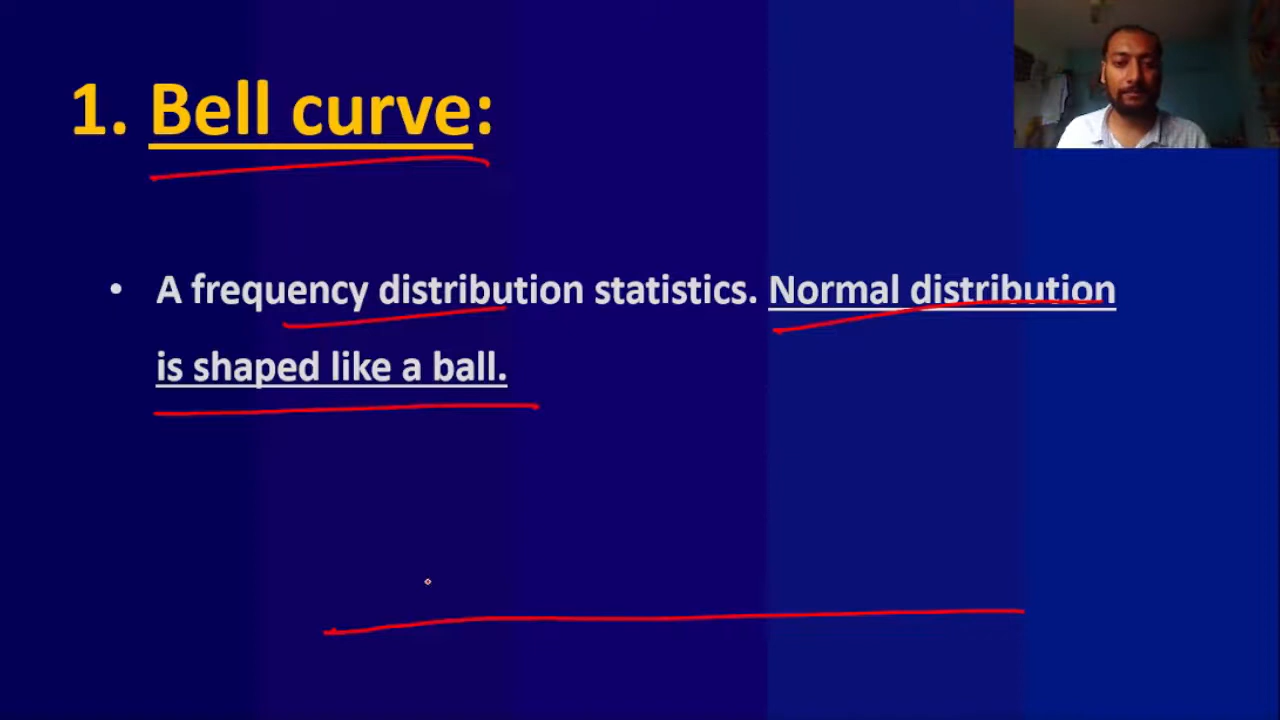 1. Bell curve:
• A frequency distribution statistics. Normal distribution
is shaped like a ball.